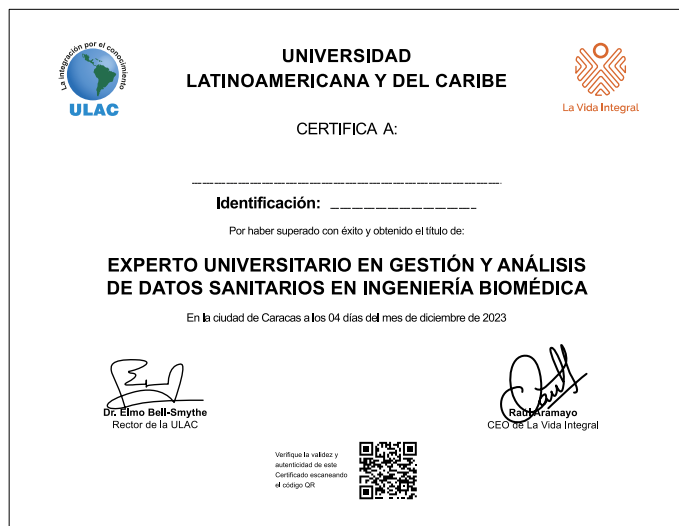 La integración por el conocimiento
ULAC
UNIVERSIDAD
LATINOAMERICANA Y DEL CARIBE
La Vida Integral
CERTIFICA A:
Identificación:
Por haber superado con éxito y obtenido el título de:
EXPERTO UNIVERSITARIO EN GESTIÓN Y ANÁLISIS
DE DATOS SANITARIOS EN INGENIERÍA BIOMÉDICA
En la ciudad de Caracas a los 04 días del mes de diciembre de 2023
Dr. Elmo Bell-Smythe
Rector de la ULAC
Raúl Aramayo
CEO de La Vida Integral
Verifique la validez y
autenticidad de este
Certificado escaneando
el código QR